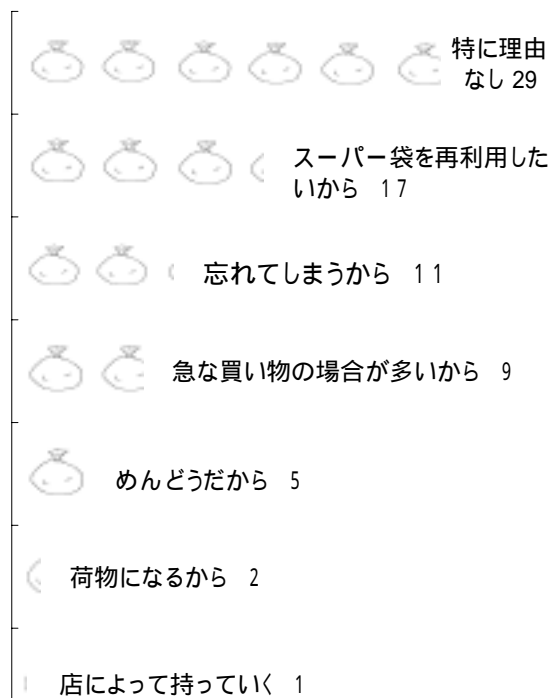 特に理由
なし 29
スーパー袋を再利用した
いから 17
忘れてしまうから 11
急な買い物の場合が多いから 9
めんどうだから 5
荷物になるから 2
店によって持っていく 1